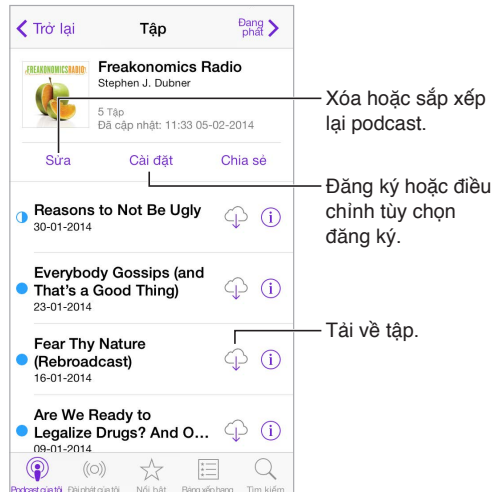 Trở lại
Tập
Đang phát
FREAKONOMICSRADIO
Freakonomics Radio
Stephen J. Dubner
5 Tập
Đã cập nhật: 11:33 05-02-2014
Sửa
Cài đặt
Chia sẻ
Xóa hoặc sắp xếp
lại podcast.
Đăng ký hoặc điều
chỉnh tùy chọn
đăng ký.
Reasons to Not Be Ugly
30-01-2014
Everybody Gossips (and
That's a Good Thing)
23-01-2014
Fear Thy Nature
(Rebroadcast)
16-01-2014
Tải về tập.
Are We Ready to
Legalize Drugs? And O...
09-01-2014
Podcast của tôi
Đài phát của tôi
Nổi bật
Bảng xếp hạng
Tìm kiếm